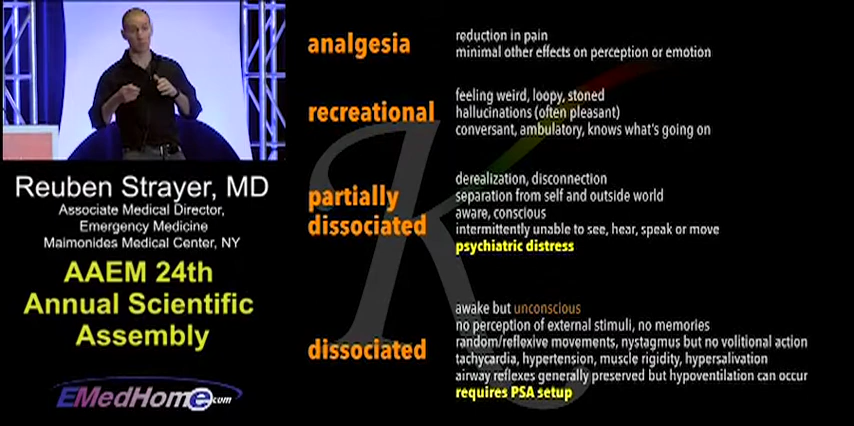 Reuben Strayer, MD
Associate Medical Director,
Emergency Medicine
Maimonides Medical Center, NY
AAEM 24th
Annual Scientific
Assembly
EMedHome.com
K
analgesia
reduction in pain
minimal other effects on perception or emotion
recreational
feeling weird, loopy, stoned
hallucinations (often pleasant)
conversant, ambulatory, knows what's going on
partially
dissociated
derealization, disconnection
separation from self and outside world
aware, conscious
intermittently unable to see, hear, speak or move
psychiatric distress
dissociated
awake but unconscious
no perception of external stimuli, no memories
random/reflexive movements, nystagmus but no volitional action
tachycardia, hypertension, muscle rigidity, hypersalivation
airway reflexes generally preserved but hypoventilation can occur
requires PSA setup